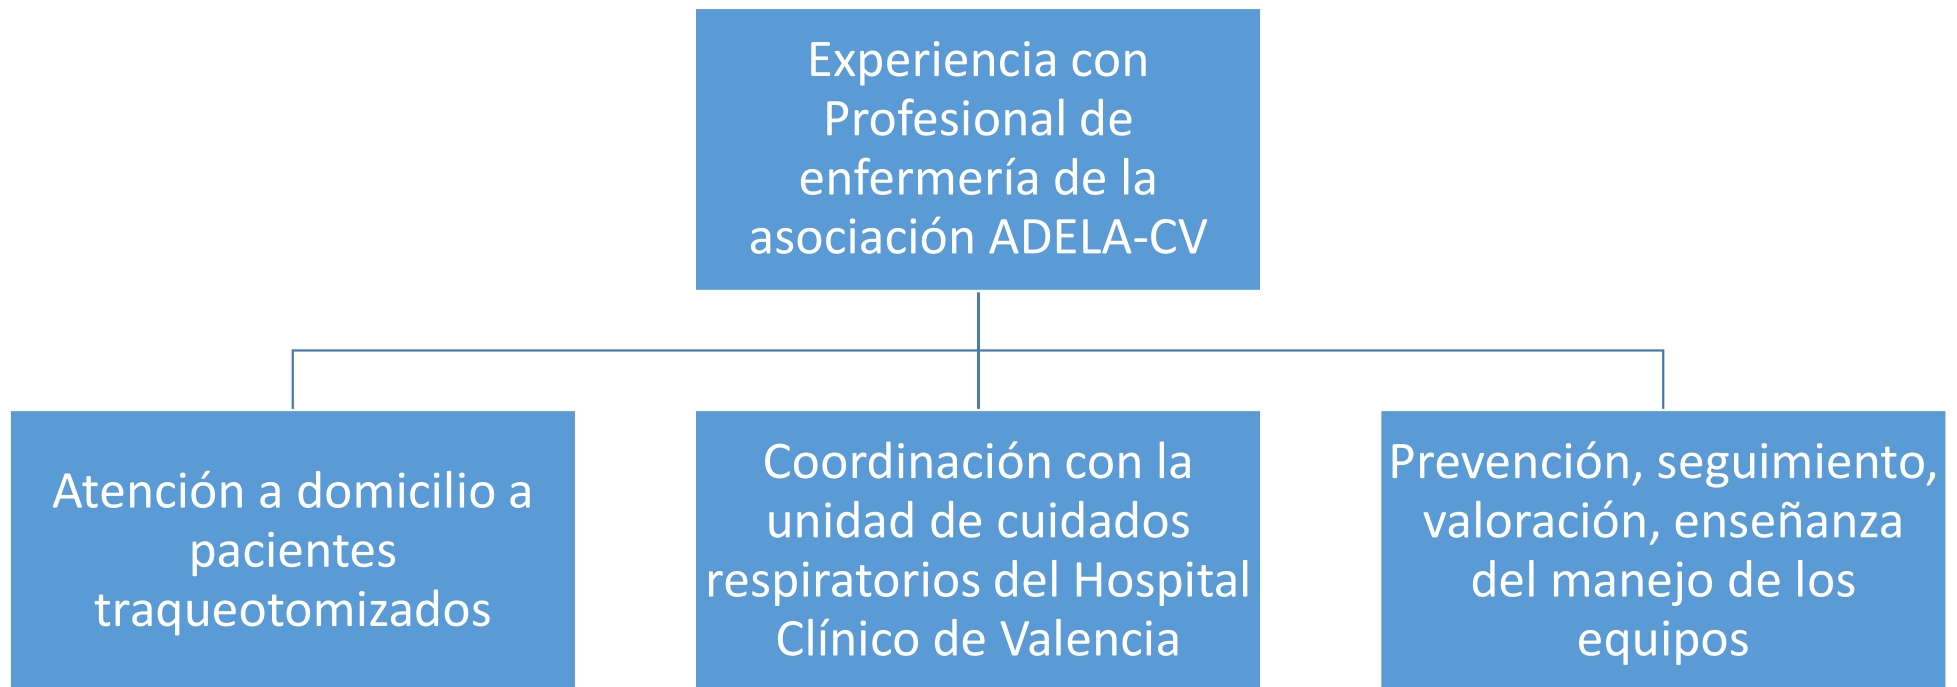 Experiencia con
Profesional de
enfermería de la
asociación ADELA-CV
Atención a domicilio a
pacientes
traqueotomizados
Coordinación con la
unidad de cuidados
respiratorios del Hospital
Clínico de Valencia
Prevención, seguimiento,
valoración, enseñanza
del manejo de los
equipos